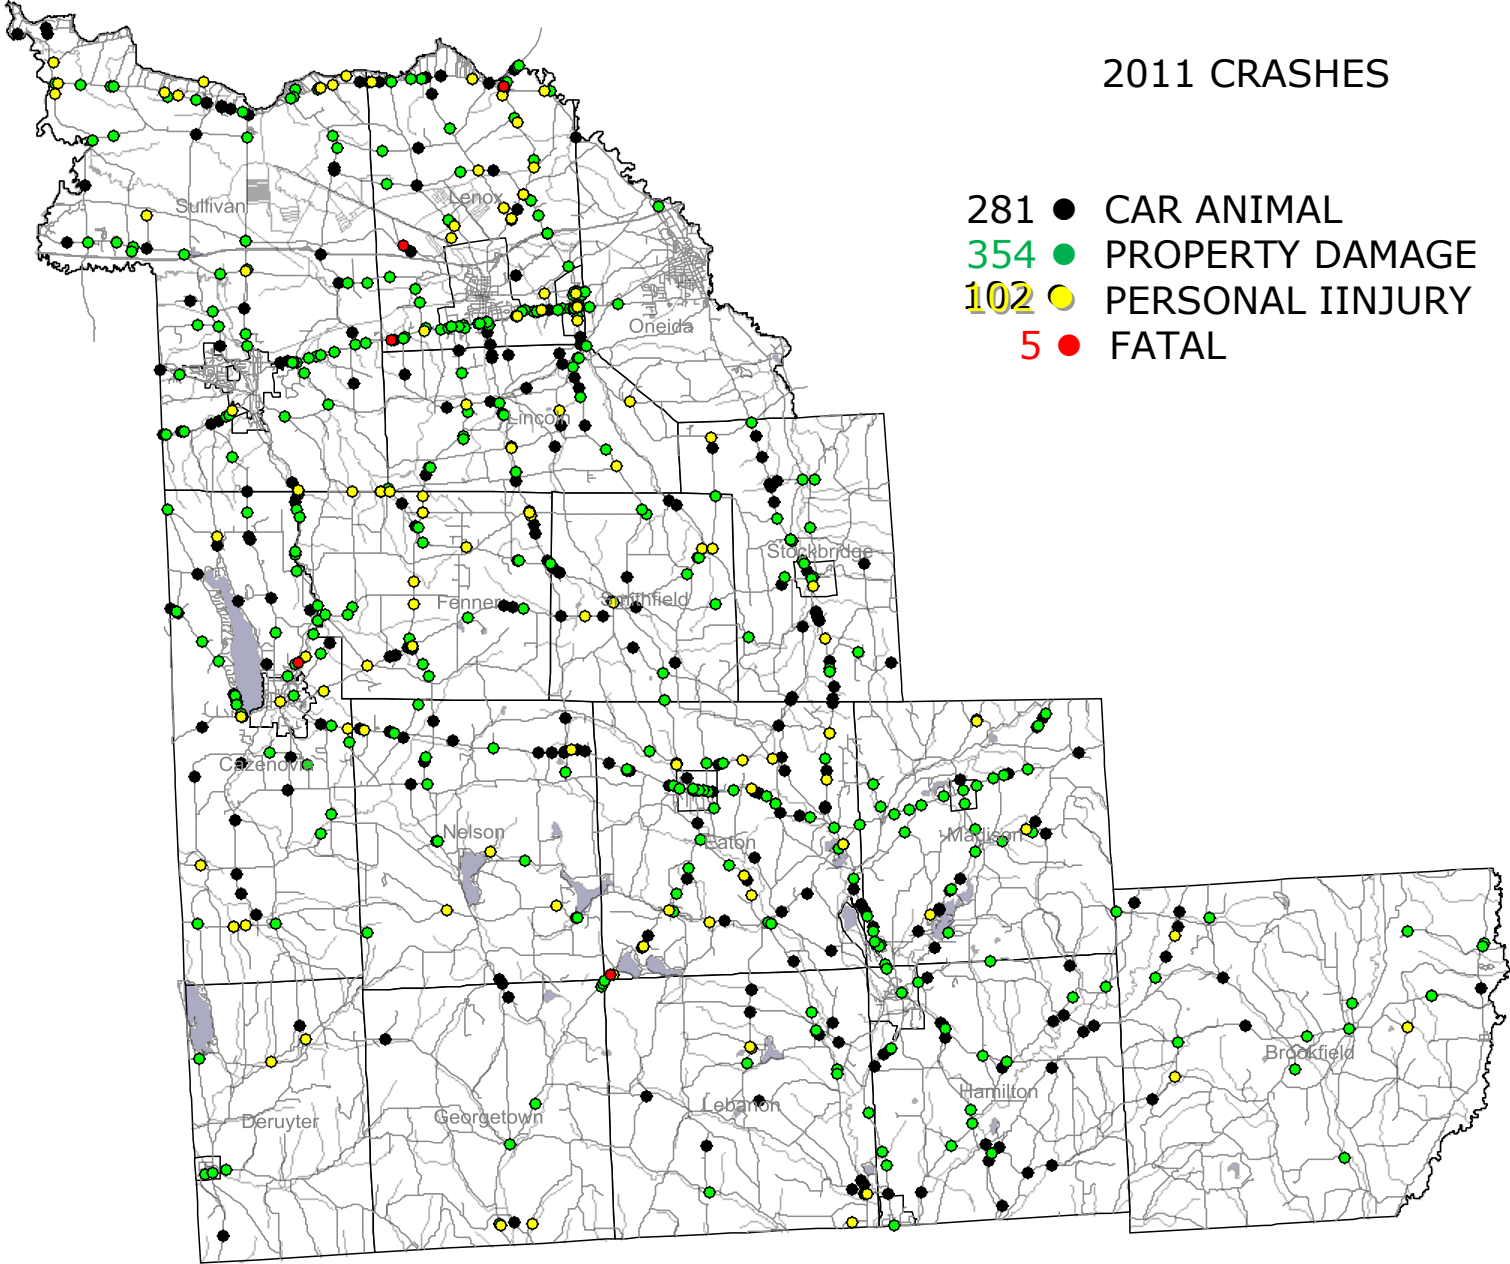 2011 CRASHES
281 CAR ANIMAL
354 PROPERTY DAMAGE
102 PERSONAL IINJURY
5 FATAL
Sullivan
Lenox
Oneida
Lincoln
Stockbridge
Fenner
Smithfield
Cazenovia
Nelson
Eaton
Madison
Brookfield
Deruyter
Georgetown
Lebanon
Hamilton